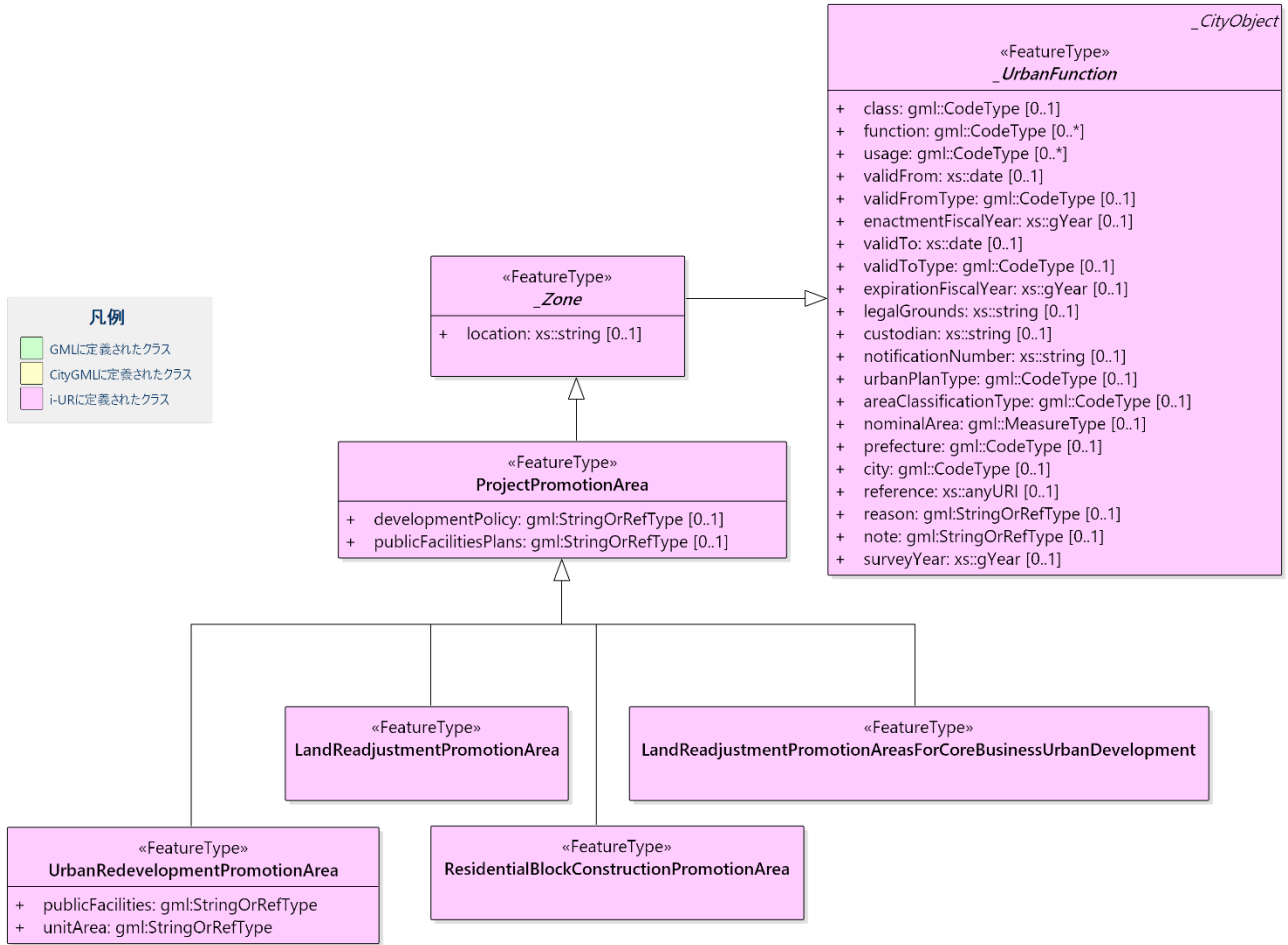 _CityObject
«FeatureType»
_UrbanFunction
+ class: gml::CodeType [0..1]
+ function: gml::CodeType [0..*]
+ usage: gml::CodeType [0..*]
+ validFrom: xs::date [0..1]
+ validFromType: gml::CodeType [0..1]
+ enactmentFiscalYear: xs::gYear [0..1]
+ validTo: xs::date [0..1]
+ validToType: gml::CodeType [0..1]
+ expirationFiscalYear: xs::gYear [0..1]
+ legalGrounds: xs::string [0..1]
+ custodian: xs::string [0..1]
+ notificationNumber: xs::string [0..1]
+ urbanPlanType: gml::CodeType [0..1]
+ areaClassificationType: gml::CodeType [0..1]
+ nominalArea: gml::MeasureType [0..1]
+ prefecture: gml::CodeType [0..1]
+ city: gml::CodeType [0..1]
+ reference: xs::anyURI [0..1]
+ reason: gml:StringOrRefType [0..1]
+ note: gml:StringOrRefType [0..1]
+ surveyYear: xs::gYear [0..1]
«FeatureType»
_Zone
+ location: xs::string [0..1]
凡例
GMLに定義されたクラス
CityGMLに定義されたクラス
i-URに定義されたクラス
«FeatureType»
ProjectPromotionArea
+ developmentPolicy: gml:StringOrRefType [0..1]
+ publicFacilitiesPlans: gml:StringOrRefType [0..1]
«FeatureType»
LandReadjustmentPromotionArea
«FeatureType»
LandReadjustmentPromotionAreasForCoreBusinessUrbanDevelopment
«FeatureType»
UrbanRedevelopmentPromotionArea
+ publicFacilities: gml:StringOrRefType
+ unitArea: gml:StringOrRefType
«FeatureType»
ResidentialBlockConstructionPromotionArea